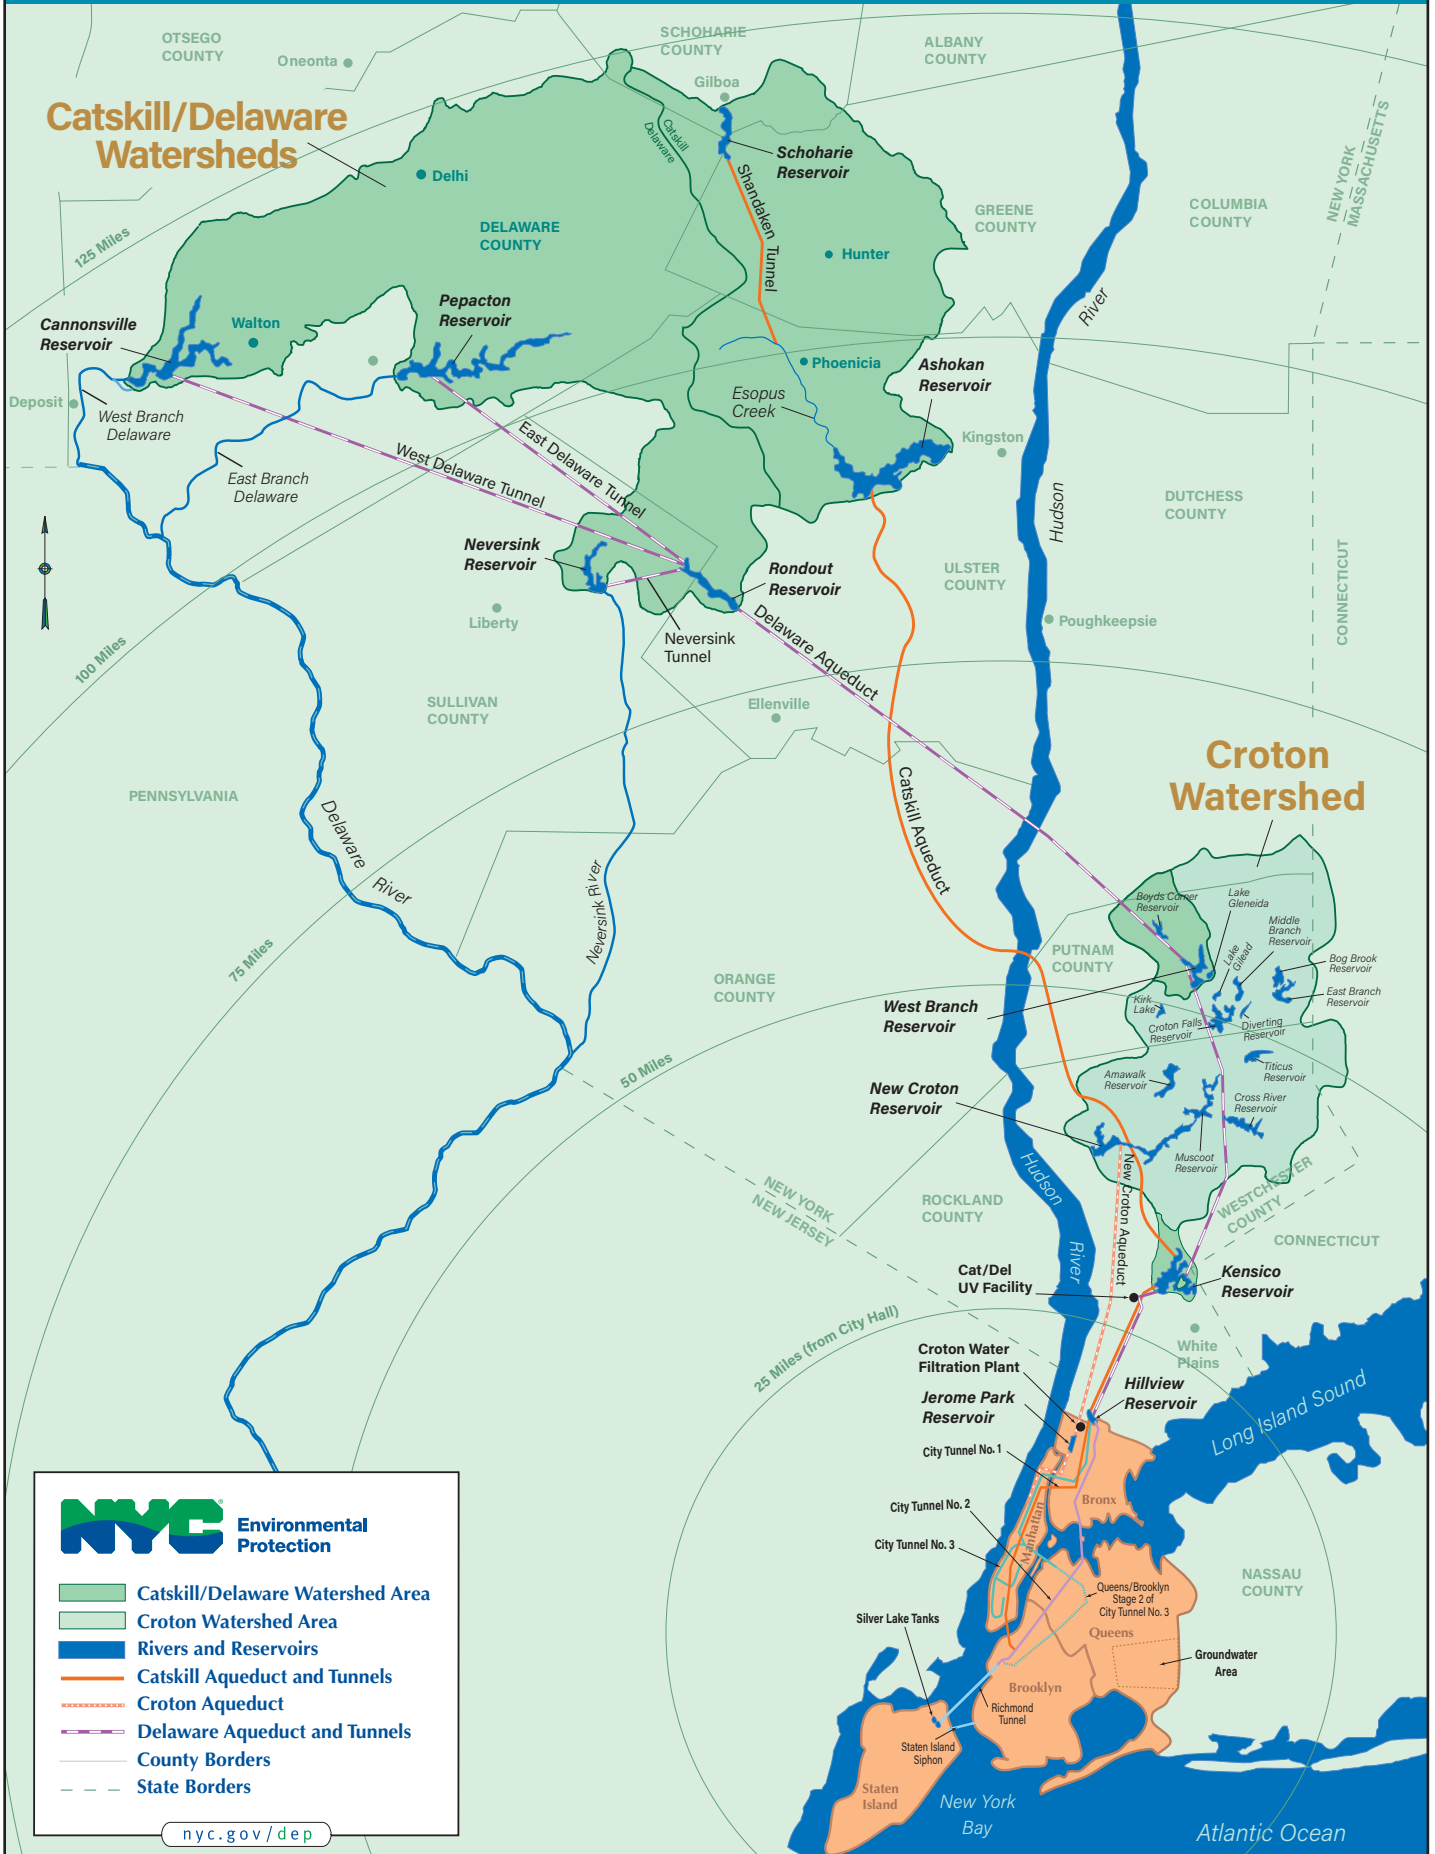 OTSEGO
COUNTY
Oneonta
SCHOHARIE
COUNTY
Gilboa
ALBANY
COUNTY
Catskill/Delaware
Watersheds
Catskill
Delaware
Schoharie
Reservoir
Delhi
Shandaken Tunnel
NEW YORK
MASSACHUSETTS
GREENE
COUNTY
COLUMBIA
COUNTY
DELAWARE
COUNTY
125 Miles
Hunter
Pepacton
Reservoir
Cannonsville
Reservoir
Walton
River
Phoenicia
Ashokan
Reservoir
Esopus
Creek
Deposit
West Branch
Delaware
Kingston
East Delaware Tunnel
West Delaware Tunnel
East Branch
Delaware
Hudson
DUTCHESS
COUNTY
Neversink
Reservoir
Rondout
Reservoir
ULSTER
COUNTY
CONNECTICUT
Liberty
Neversink
Tunnel
Delaware Aqueduct
Poughkeepsie
100 Miles
SULLIVAN
COUNTY
Ellenville
Croton
Watershed
PENNSYLVANIA
Delaware
River
Catskill Aqueduct
Neversink River
Boyds Corner
Reservoir
Lake
Gleneida
Middle
Branch
Reservoir
Lake
Gilead
Bog Brook
Reservoir
East Branch
Reservoir
75 Miles
PUTNAM
COUNTY
ORANGE
COUNTY
West Branch
Reservoir
Kirk
Lake
Croton Falls
Reservoir
Diverting
Reservoir
50 Miles
Titicus
Reservoir
Amawalk
Reservoir
New Croton
Reservoir
Cross River
Reservoir
Muscoot
Reservoir
Hudson
River
New Croton Aqueduct
NEW YORK
NEW JERSEY
ROCKLAND
COUNTY
WESTCHESTER
COUNTY
CONNECTICUT
Cat/Del
UV Facility
Kensico
Reservoir
25 Miles (from City Hall)
White
Plains
Croton Water
Filtration Plant
Hillview
Reservoir
Jerome Park
Reservoir
Long Island Sound
City Tunnel No. 1
Bronx
City Tunnel No. 2
Manhattan
City Tunnel No. 3
NASSAU
COUNTY
Queens/Brooklyn
Stage 2 of
City Tunnel No. 3
Silver Lake Tanks
Queens
Groundwater
Area
Brooklyn
Richmond
Tunnel
Staten Island
Siphon
Staten
Island
New York
Bay
Atlantic Ocean
NYC
Environmental
Protection
Catskill/Delaware Watershed Area
Croton Watershed Area
Rivers and Reservoirs
Catskill Aqueduct and Tunnels
Croton Aqueduct
Delaware Aqueduct and Tunnels
County Borders
State Borders
nyc.gov/dep